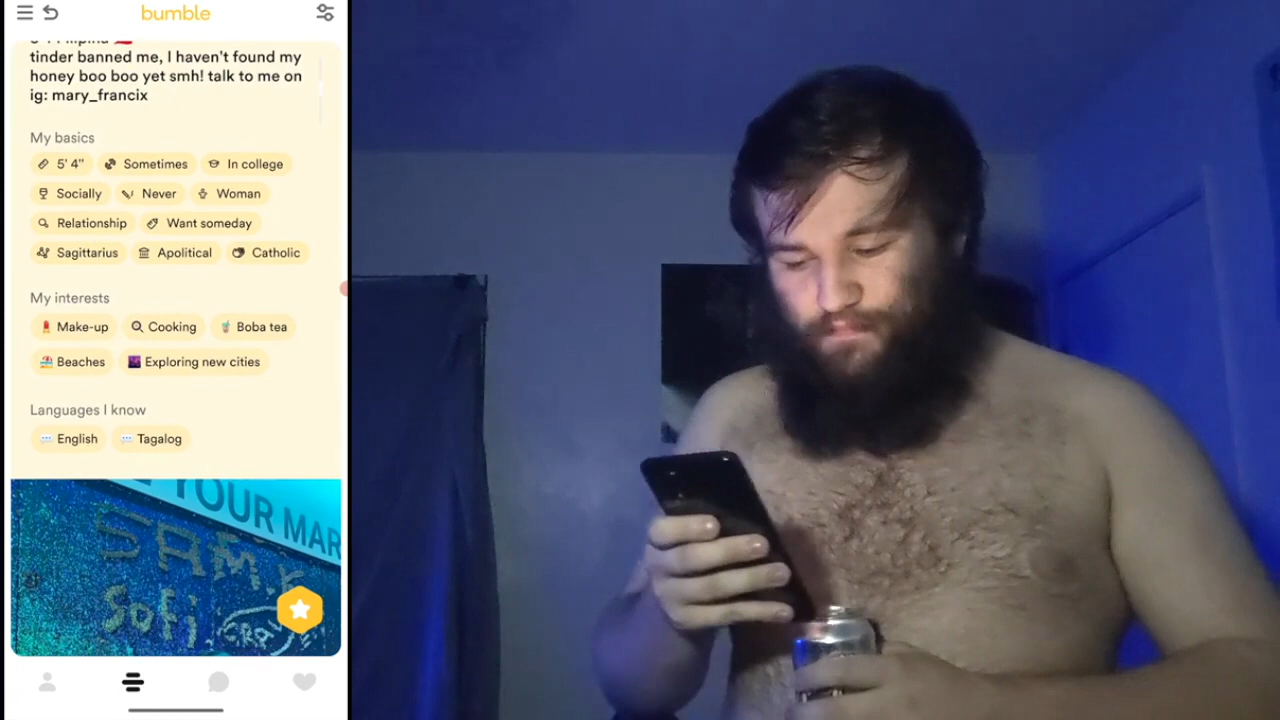 bumble
tinder banned me, I haven't found my
honey boo boo yet smh! talk to me on
ig: mary_francix
My basics
5' 4" Sometimes In college
Socially Never Woman
Relationship Want someday
Sagittarius Apolitical Catholic
My interests
Make-up Cooking Boba tea
Beaches Exploring new cities
Languages I know
English Tagalog
YOUR MAR
SAM
Sofi